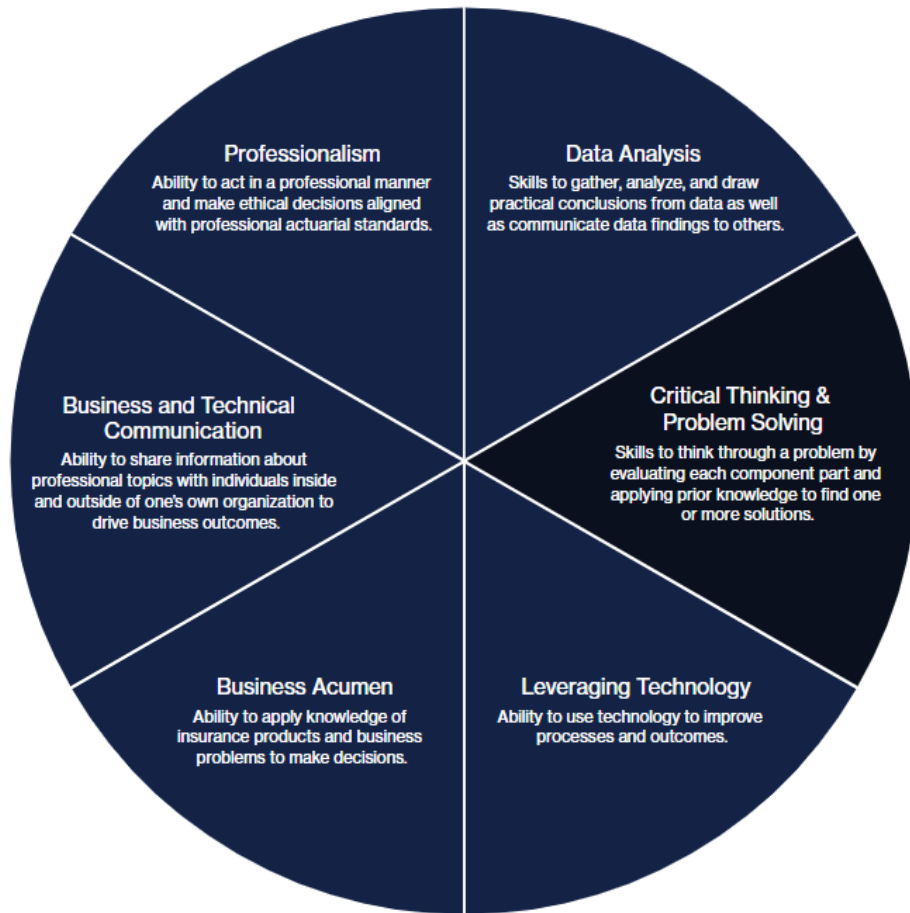 Professionalism
Ability to act in a professional manner
and make ethical decisions aligned
with professional actuarial standards.
Data Analysis
Skills to gather, analyze, and draw
practical conclusions from data as well
as communicate data findings to others.
Business and Technical
Communication
Ability to share information about
professional topics with individuals inside
and outside of one's own organization to
drive business outcomes.
Critical Thinking &
Problem Solving
Skills to think through a problem by
evaluating each component part and
applying prior knowledge to find one
or more solutions.
Business Acumen
Ability to apply knowledge of
insurance products and business
problems to make decisions.
Leveraging Technology
Ability to use technology to improve
processes and outcomes.